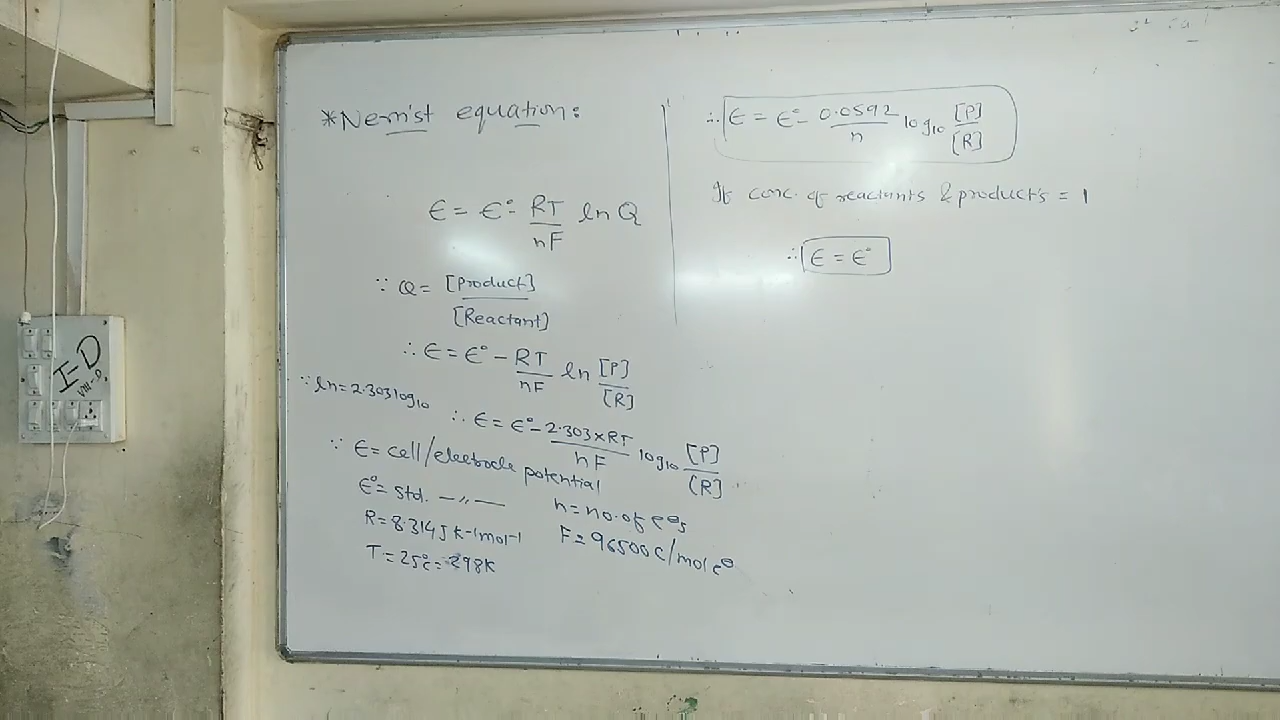 *Nernst equation:
ϵ = ϵ° - RT/nF ln Q
∵ Q = [Product]/[Reactant]
∴ ϵ = ϵ° - RT/nF ln [P]/[R]
∵ ln = 2.303 log10
∴ ϵ = ϵ° - 2.303×RT/nF log10 [P]/[R]
∵ ϵ = cell/electrode potential
ϵ° = std. —〃—
R = 8.314 J K-1 mol-1
T = 25°c = 298K
n = no. of e⊖s
F = 96500 C/mol e⊖
∴ ϵ = ϵ° - 0.0592/n log10 [P]/[R]
If conc. of reactants & product's = 1
∴ ϵ = ϵ°
I-D